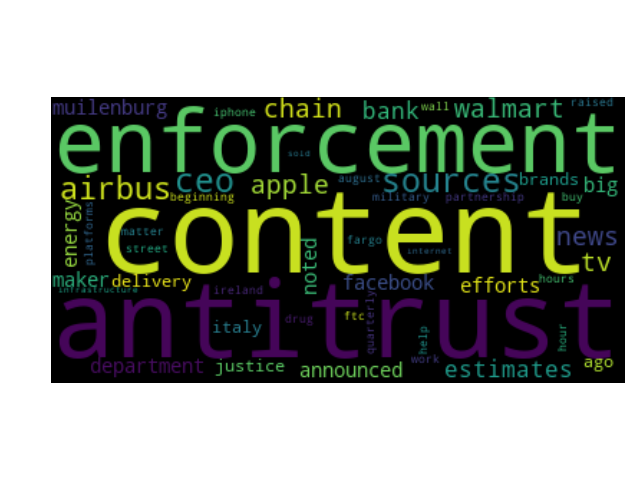 muilenburg iphone chain bank wall walmart raised
enforcement
said
airbus ceo apple august sources brands big
beginning military partnership buy
content
energy platforms matter street noted fargo internet news
tv
maker delivery facebook efforts hours
infrastructure ireland
antitrust
italy drug ftc quarterly help hour
department justice announced work estimates ago